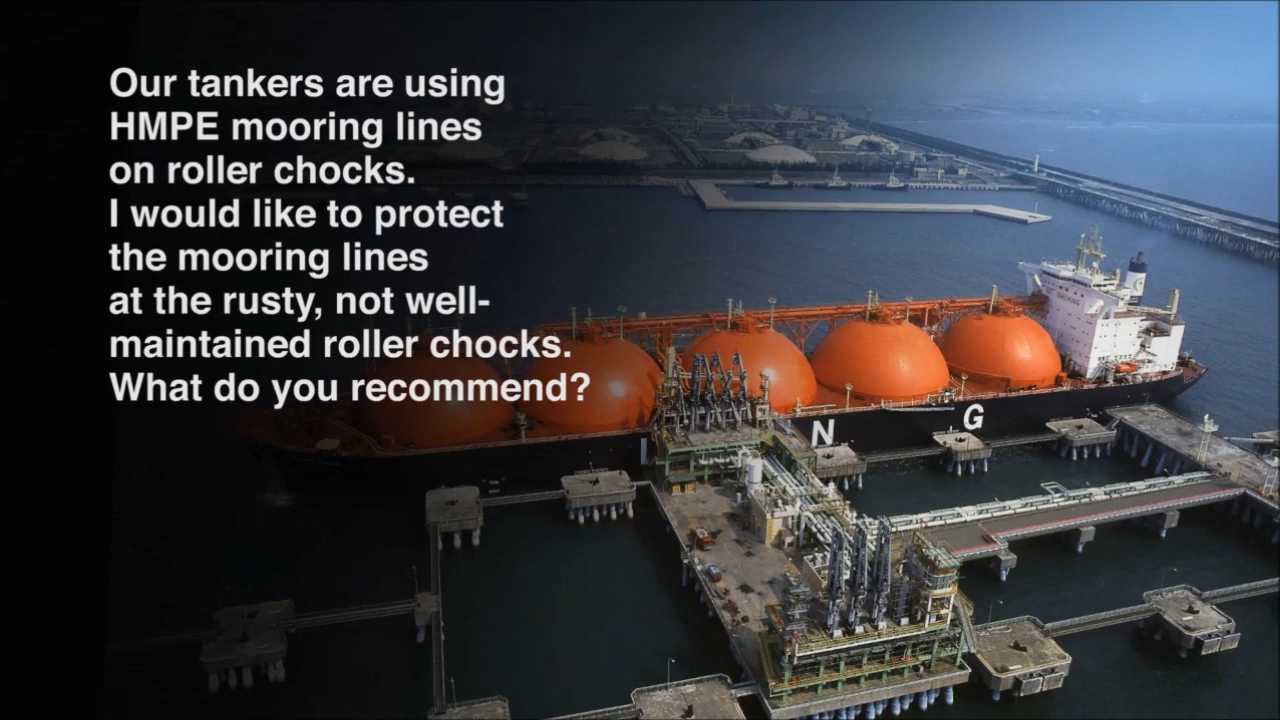 Our tankers are using
HMPE mooring lines
on roller chocks.
I would like to protect
the mooring lines
at the rusty, not well-
maintained roller chocks.
What do you recommend?
N G